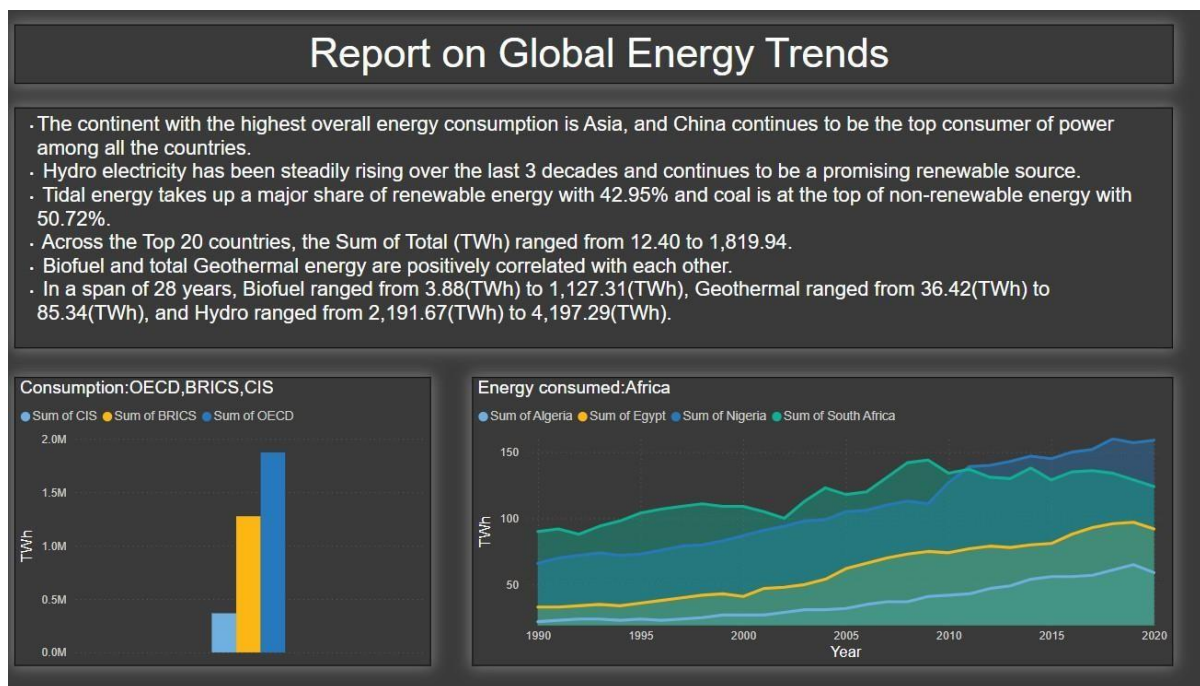 Report on Global Energy Trends
· The continent with the highest overall energy consumption is Asia, and China continues to be the top consumer of power
among all the countries.
· Hydro electricity has been steadily rising over the last 3 decades and continues to be a promising renewable source.
· Tidal energy takes up a major share of renewable energy with 42.95% and coal is at the top of non-renewable energy with
50.72%.
· Across the Top 20 countries, the Sum of Total (TWh) ranged from 12.40 to 1,819.94.
· Biofuel and total Geothermal energy are positively correlated with each other.
· In a span of 28 years, Biofuel ranged from 3.88(TWh) to 1,127.31(TWh), Geothermal ranged from 36.42(TWh) to
85.34(TWh), and Hydro ranged from 2,191.67(TWh) to 4,197.29(TWh).
Consumption:OECD,BRICS,CIS
Sum of CIS Sum of BRICS Sum of OECD
2.0M
1.5M
1.0M
0.5M
0.0M
TWh
Energy consumed:Africa
Sum of Algeria Sum of Egypt Sum of Nigeria Sum of South Africa
150
100
50
TWh
1990 1995 2000 2005 2010 2015 2020
Year